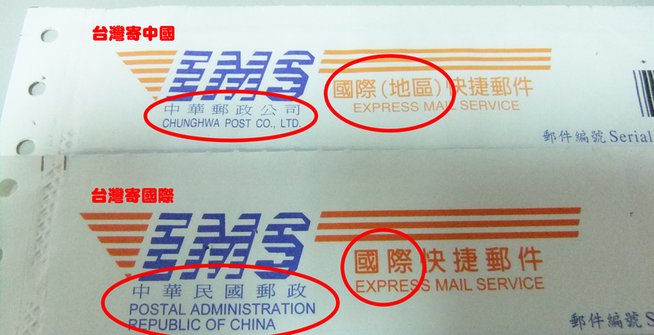 台灣寄中國
EMS
中華郵政公司
CHUNGHWA POST CO., LTD.
國際(地區)快捷郵件
EXPRESS MAIL SERVICE
郵件編號 Serial
台灣寄國際
EMS
中華民國郵政
POSTAL ADMINISTRATION
REPUBLIC OF CHINA
國際快捷郵件
EXPRESS MAIL SERVICE
郵件編號 S